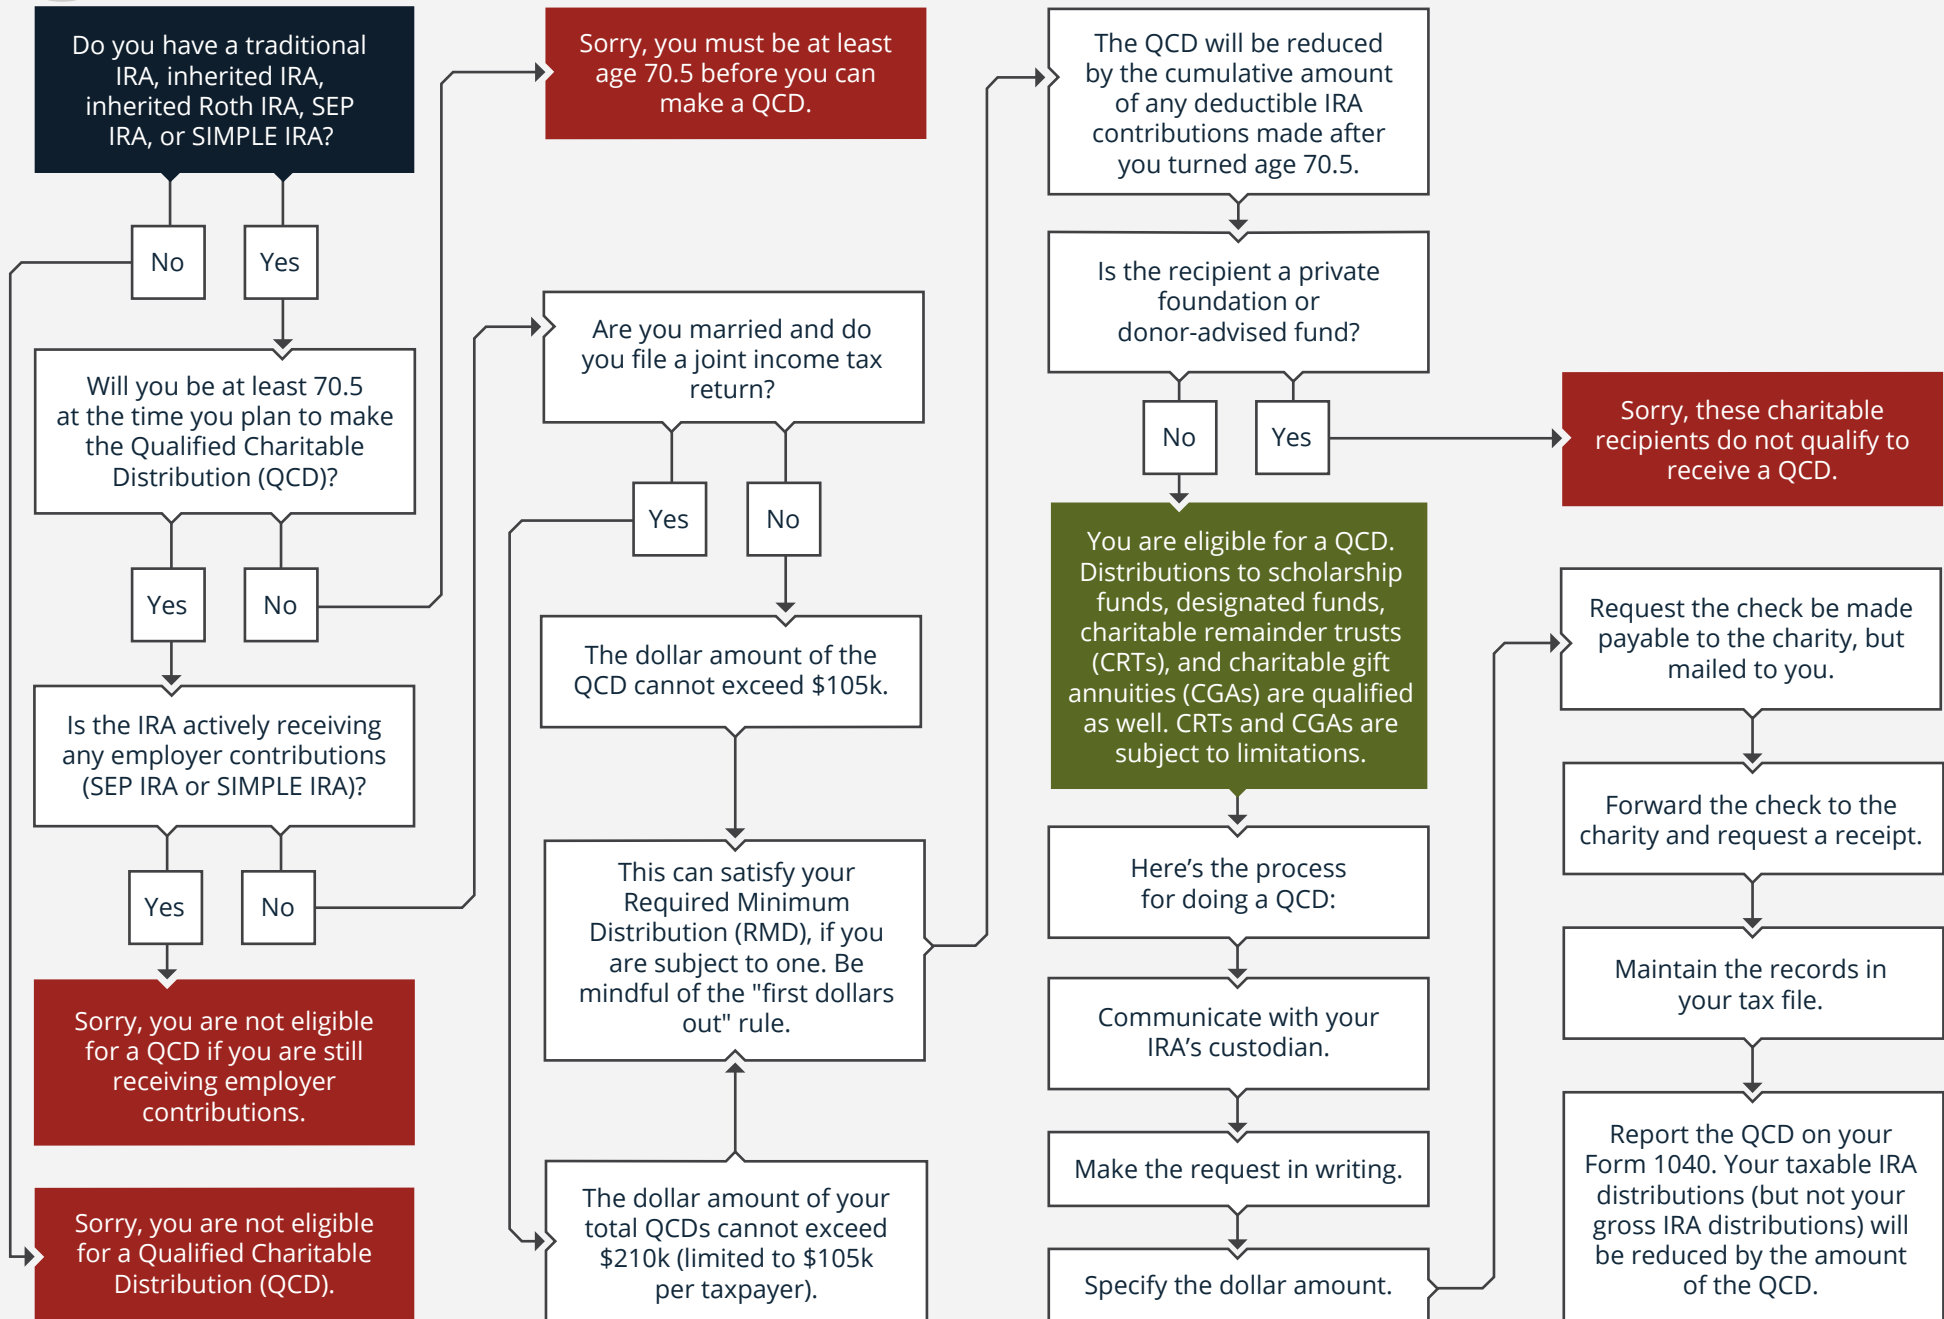 Do you have a traditional
IRA, inherited IRA,
inherited Roth IRA, SEP
IRA, or SIMPLE IRA?
No
Yes
Will you be at least 70.5
at the time you plan to make
the Qualified Charitable
Distribution (QCD)?
Yes
No
Is the IRA actively receiving
any employer contributions
(SEP IRA or SIMPLE IRA)?
Yes
No
Sorry, you are not eligible
for a QCD if you are still
receiving employer
contributions.
Sorry, you are not eligible
for a Qualified Charitable
Distribution (QCD).
Sorry, you must be at least
age 70.5 before you can
make a QCD.
Are you married and do
you file a joint income tax
return?
Yes
No
The dollar amount of the
QCD cannot exceed $105k.
This can satisfy your
Required Minimum
Distribution (RMD), if you
are subject to one. Be
mindful of the "first dollars
out" rule.
The dollar amount of your
total QCDs cannot exceed
$210k (limited to $105k
per taxpayer).
The QCD will be reduced
by the cumulative amount
of any deductible IRA
contributions made after
you turned age 70.5.
Is the recipient a private
foundation or
donor-advised fund?
No
Yes
Sorry, these charitable
recipients do not qualify to
receive a QCD.
You are eligible for a QCD.
Distributions to scholarship
funds, designated funds,
charitable remainder trusts
(CRTs), and charitable gift
annuities (CGAs) are qualified
as well. CRTs and CGAs are
subject to limitations.
Here’s the process
for doing a QCD:
Communicate with your
IRA’s custodian.
Make the request in writing.
Specify the dollar amount.
Request the check be made
payable to the charity, but
mailed to you.
Forward the check to the
charity and request a receipt.
Maintain the records in
your tax file.
Report the QCD on your
Form 1040. Your taxable IRA
distributions (but not your
gross IRA distributions) will
be reduced by the amount
of the QCD.